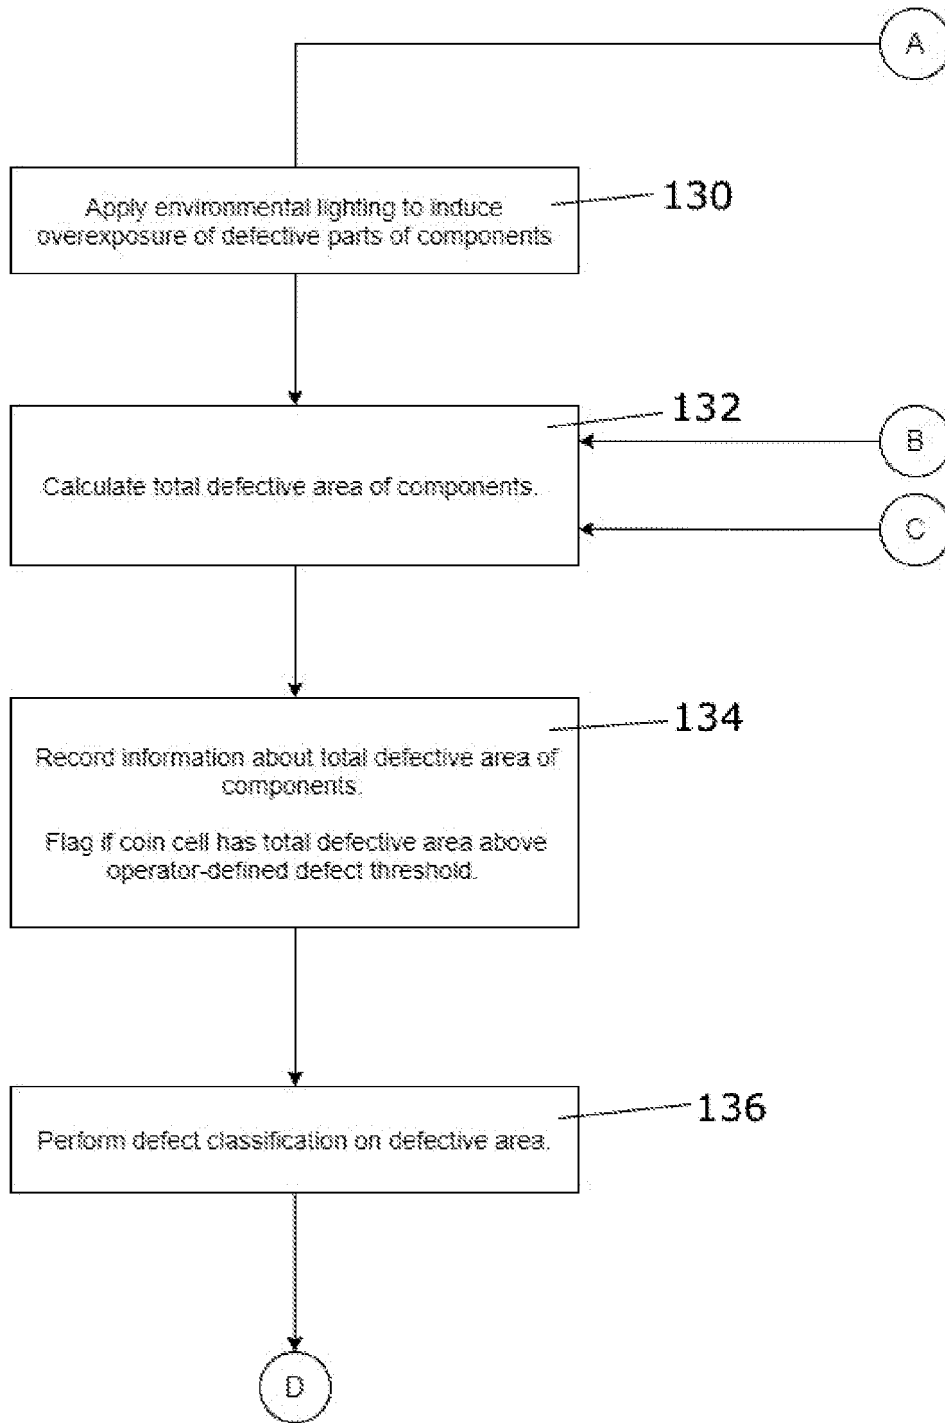 A
Apply environmental lighting to induce
overexposure of defective parts of components
130
132
B
Calculate total defective area of components.
C
134
Record information about total defective area of
components.
Flag if coin cell has total defective area above
operator-defined defect threshold.
136
Perform defect classification on defective area.
D